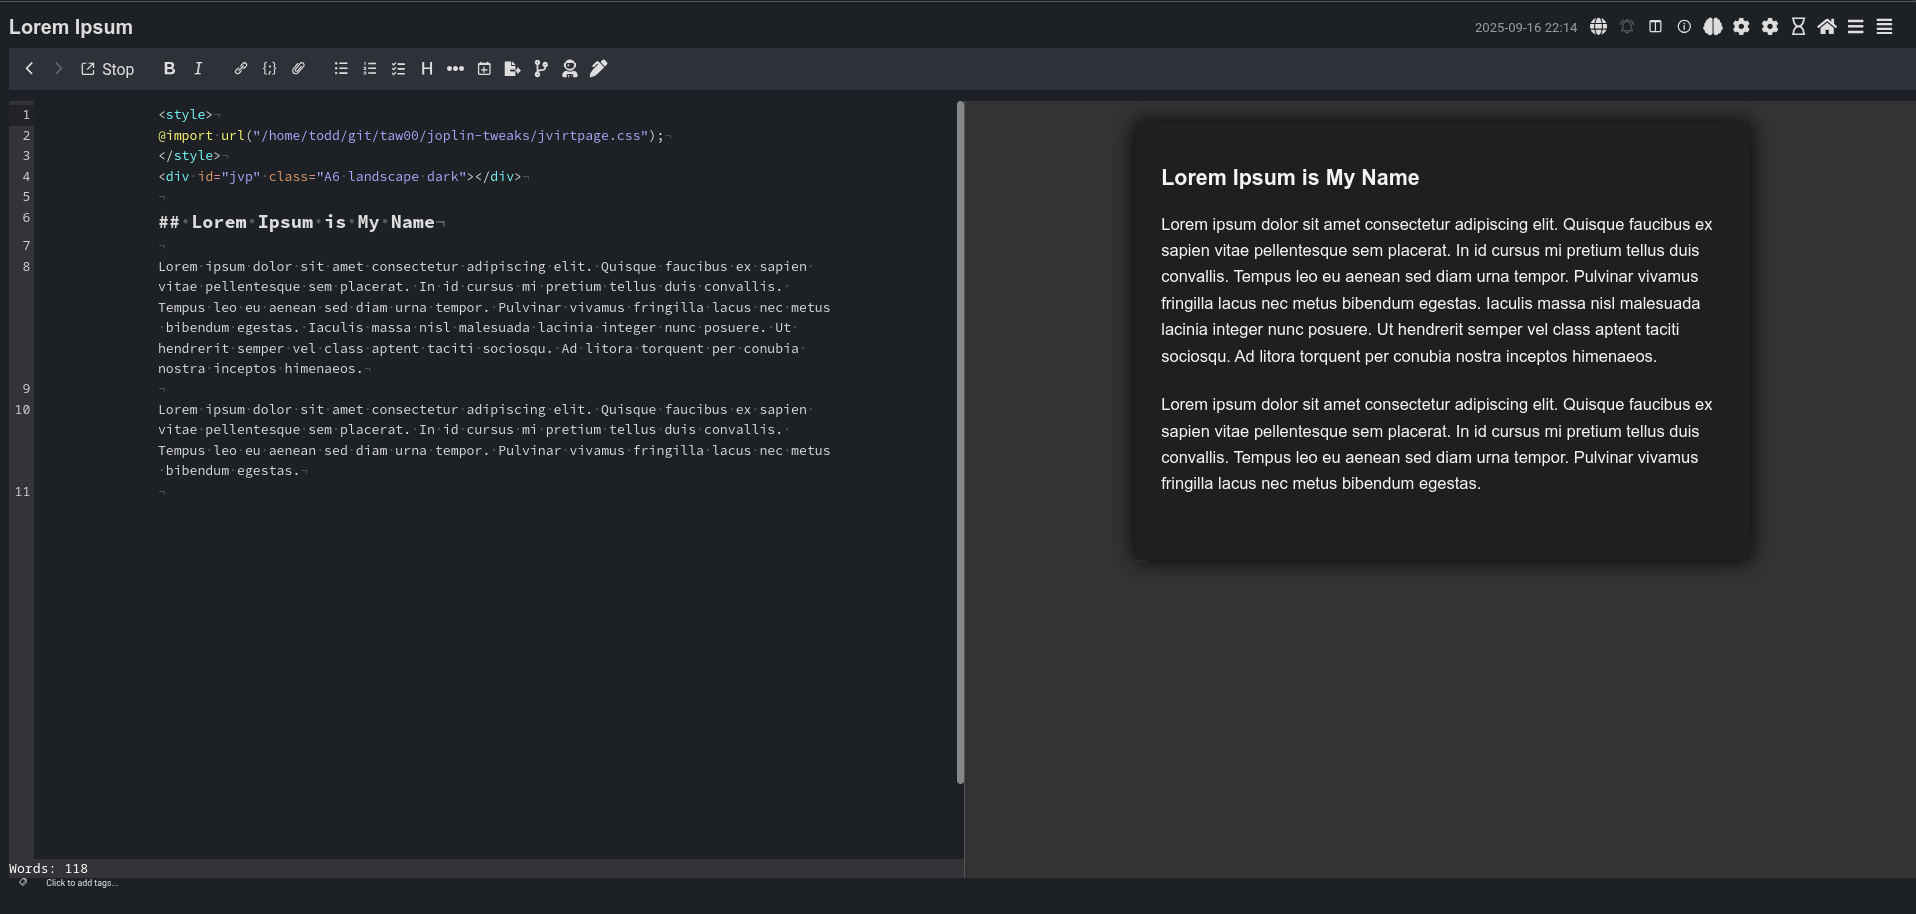 Lorem Ipsum
2025-09-16 22:14
Stop
B I {;} H
1 <style>¬
2 @import·url("/home/todd/git/taw00/joplin-tweaks/jvirtpage.css");¬
3 </style>¬
4 <div·id="jvp"·class="A6·landscape·dark"></div>¬
5 ¬
6 ##·Lorem·Ipsum·is·My·Name¬
7 ¬
8 Lorem·ipsum·dolor·sit·amet·consectetur·adipiscing·elit.·Quisque·faucibus·ex·sapien·
vitae·pellentesque·sem·placerat.·In·id·cursus·mi·pretium·tellus·duis·convallis.·
Tempus·leo·eu·aenean·sed·diam·urna·tempor.·Pulvinar·vivamus·fringilla·lacus·nec·metus
·bibendum·egestas.·Iaculis·massa·nisl·malesuada·lacinia·integer·nunc·posuere.·Ut·
hendrerit·semper·vel·class·aptent·taciti·sociosqu.·Ad·litora·torquent·per·conubia·
nostra·inceptos·himenaeos.¬
9 ¬
10 Lorem·ipsum·dolor·sit·amet·consectetur·adipiscing·elit.·Quisque·faucibus·ex·sapien·
vitae·pellentesque·sem·placerat.·In·id·cursus·mi·pretium·tellus·duis·convallis.·
Tempus·leo·eu·aenean·sed·diam·urna·tempor.·Pulvinar·vivamus·fringilla·lacus·nec·metus
·bibendum·egestas.¬
11 ¬
Words: 118
Click to add tags...
Lorem Ipsum is My Name
Lorem ipsum dolor sit amet consectetur adipiscing elit. Quisque faucibus ex
sapien vitae pellentesque sem placerat. In id cursus mi pretium tellus duis
convallis. Tempus leo eu aenean sed diam urna tempor. Pulvinar vivamus
fringilla lacus nec metus bibendum egestas. Iaculis massa nisl malesuada
lacinia integer nunc posuere. Ut hendrerit semper vel class aptent taciti
sociosqu. Ad litora torquent per conubia nostra inceptos himenaeos.
Lorem ipsum dolor sit amet consectetur adipiscing elit. Quisque faucibus ex
sapien vitae pellentesque sem placerat. In id cursus mi pretium tellus duis
convallis. Tempus leo eu aenean sed diam urna tempor. Pulvinar vivamus
fringilla lacus nec metus bibendum egestas.